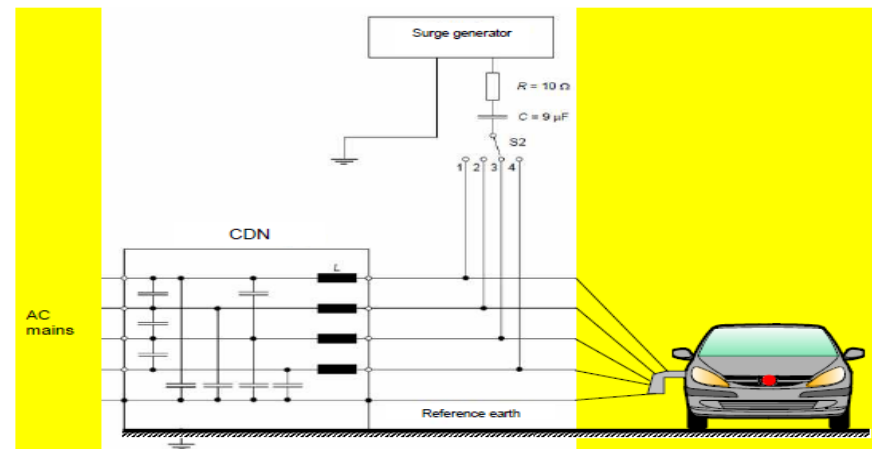 Surge generator
R = 10 Ω
C = 9 μF
S2
1 2 3 4
CDN
L
AC
mains
Reference earth